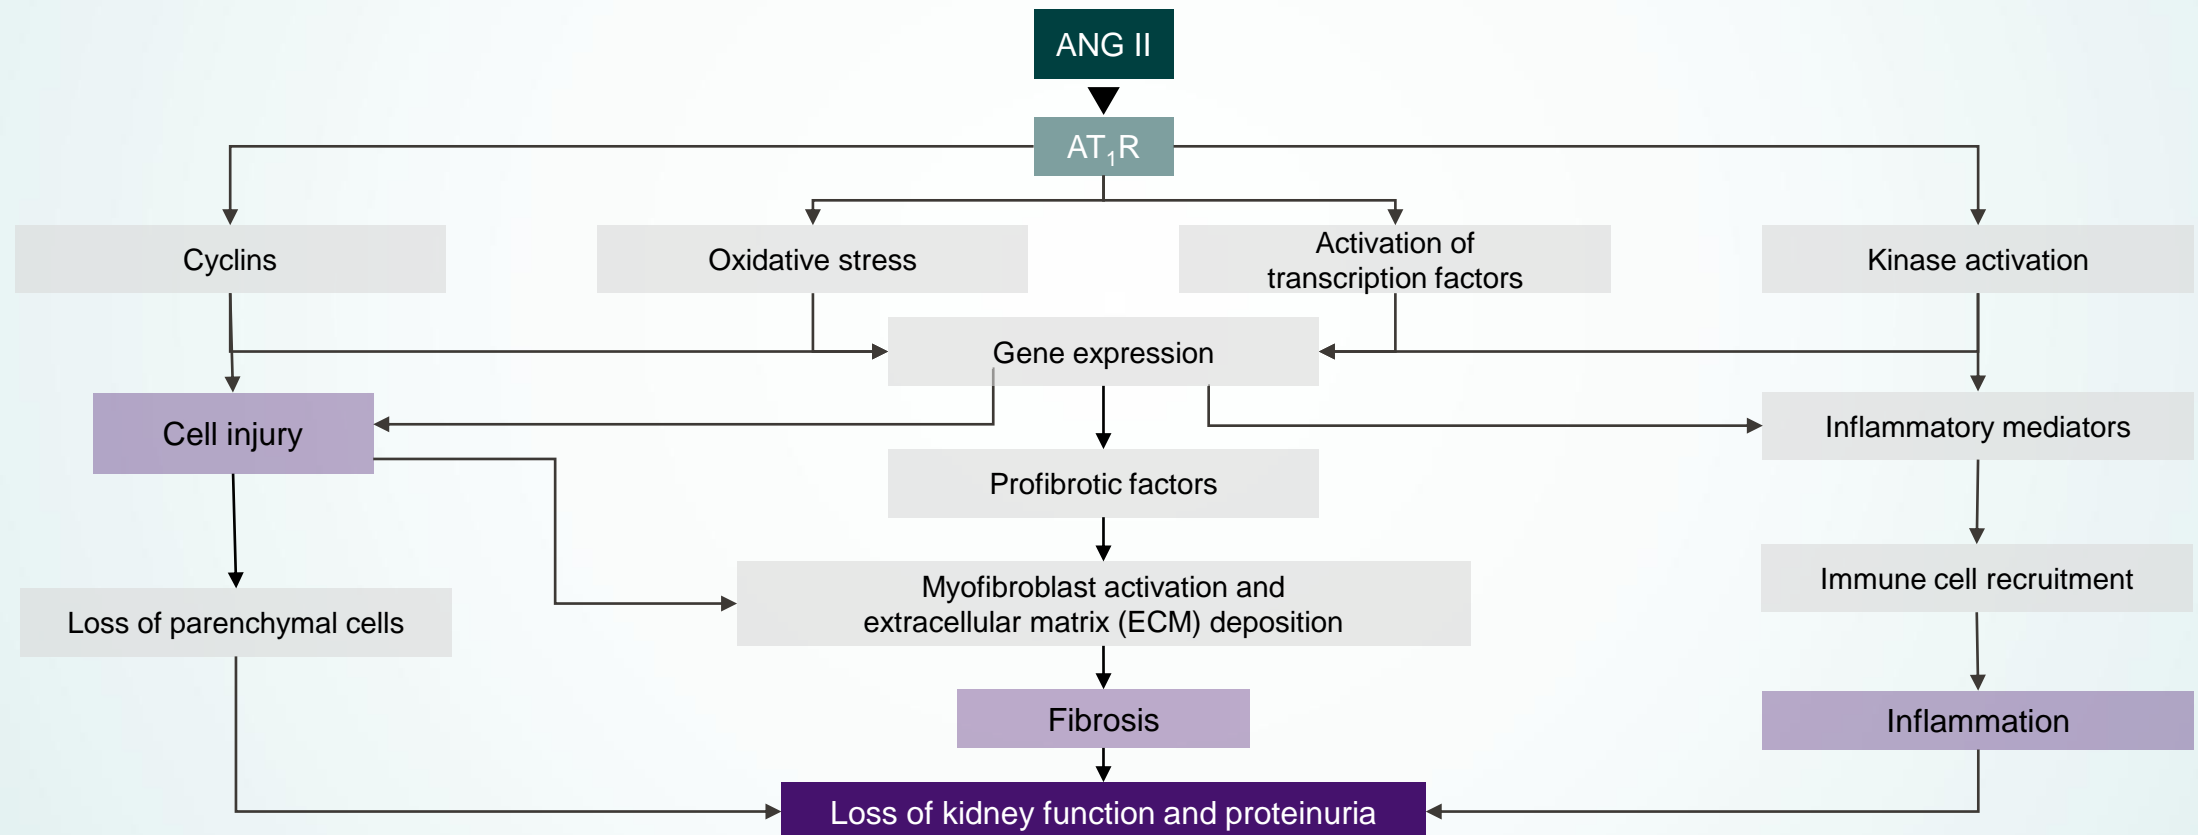 ANG II
AT₁R
Cyclins
Oxidative stress
Activation of
transcription factors
Kinase activation
Gene expression
Cell injury
Inflammatory mediators
Profibrotic factors
Immune cell recruitment
Myofibroblast activation and
extracellular matrix (ECM) deposition
Loss of parenchymal cells
Fibrosis
Inflammation
Loss of kidney function and proteinuria